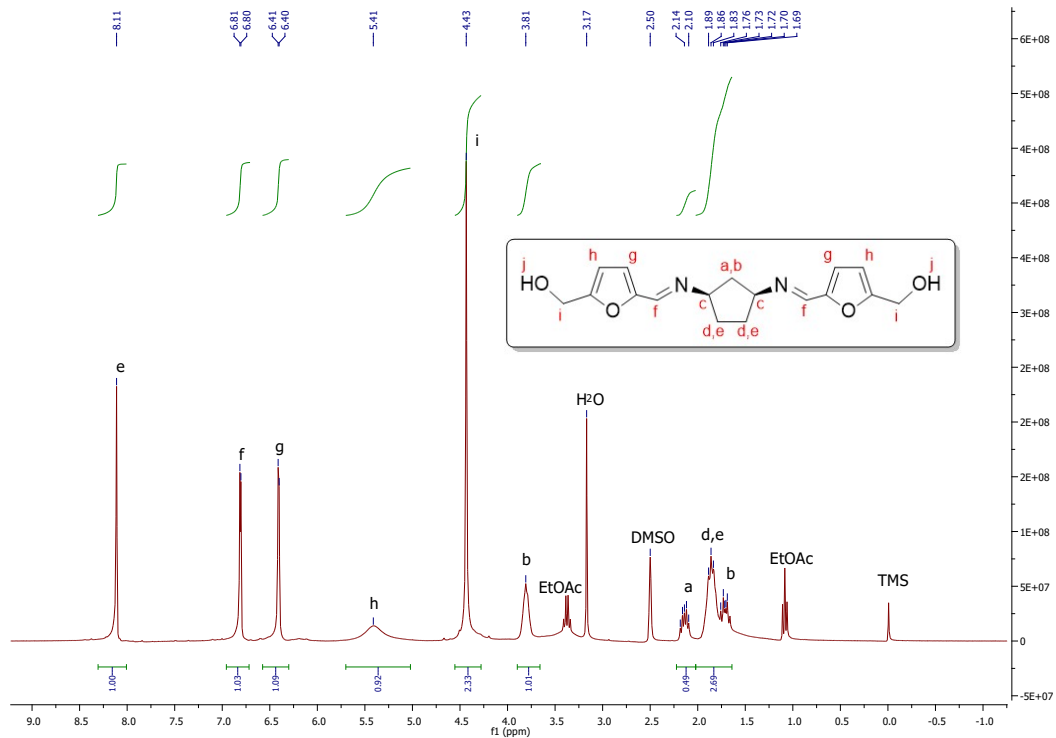 8.11
6.81
6.80
6.41
6.40
5.41
4.43
3.81
3.17
2.50
2.14
2.10
1.89
1.86
1.83
1.76
1.73
1.72
1.70
1.69
6E+08
5E+08
4E+08
4E+08
4E+08
3E+08
2E+08
2E+08
2E+08
1E+08
5E+07
0
-5E+07
i
j
HO
h
g
O
i
f
N
c
a,b
d,e
d,e
c
N
f
g
h
O
i
j
OH
e
f
g
h
b
EtOAc
H2O
DMSO
a
d,e
b
EtOAc
TMS
1.00
1.03
1.09
0.92
2.33
1.01
0.49
2.69
9.0 8.5 8.0 7.5 7.0 6.5 6.0 5.5 5.0 4.5 4.0 3.5 3.0 2.5 2.0 1.5 1.0 0.5 0.0 -0.5 -1.0
f1 (ppm)